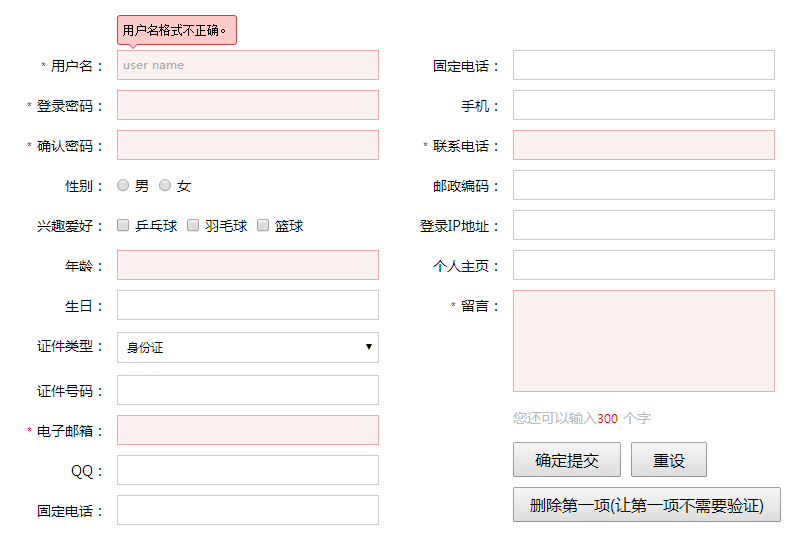 用户名格式不正确。
* 用户名： user name
* 登录密码：
* 确认密码：
性别： 男 女
兴趣爱好： 乒乓球 羽毛球 篮球
年龄：
生日：
证件类型： 身份证
证件号码：
* 电子邮箱：
QQ：
固定电话：
固定电话：
手机：
* 联系电话：
邮政编码：
登录IP地址：
个人主页：
* 留言：
您还可以输入300 个字
确定提交 重设
删除第一项(让第一项不需要验证)